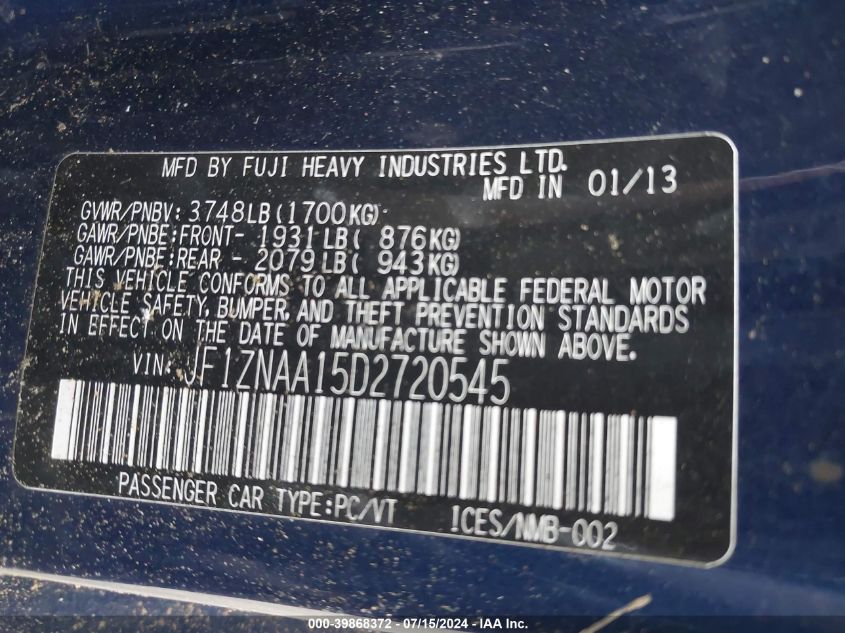 MFD BY FUJI HEAVY INDUSTRIES LTD.
MFD IN 01/13
GVWR/PNBV: 3748LB(1700KG)
GAWR/PNBE:FRONT- 1931LB( 876KG)
GAWR/PNBE:REAR - 2079LB( 943KG)
THIS VEHICLE CONFORMS TO ALL APPLICABLE FEDERAL MOTOR
VEHICLE SAFETY, BUMPER, AND THEFT PREVENTION STANDARDS
IN EFFECT ON THE DATE OF MANUFACTURE SHOWN ABOVE.
VIN: JF1ZNAA15D2720545
PASSENGER CAR TYPE:PC/VT 1CES/NMB-002
000-39868372 - 07/15/2024 - IAA Inc.